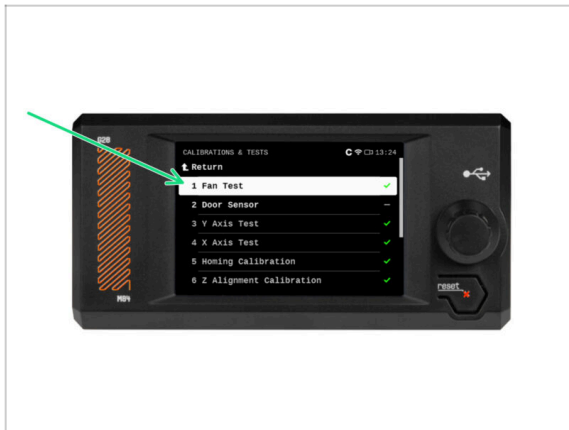 G28
CALIBRATIONS & TESTS 13:24
Return
1 Fan Test
2 Door Sensor
3 Y Axis Test
4 X Axis Test
5 Homing Calibration
6 Z Alignment Calibration
M84
reset